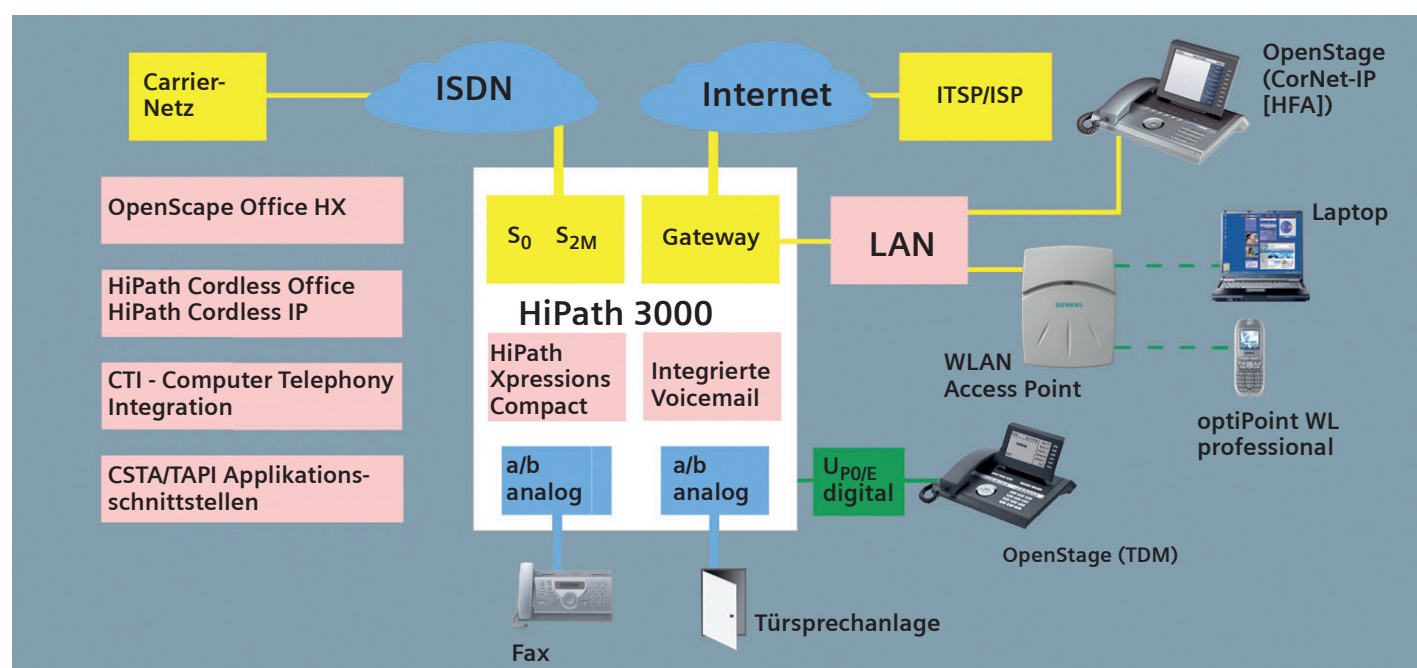 Carrier-
Netz
ISDN
Internet
ITSP/ISP
OpenStage
(CorNet-IP
[HFA])
OpenScape Office HX
HiPath Cordless Office
HiPath Cordless IP
CTI - Computer Telephony
Integration
CSTA/TAPI Applikations-
schnittstellen
S0 S2M
Gateway
LAN
HiPath 3000
HiPath
Xpressions
Compact
Integrierte
Voicemail
a/b
analog
a/b
analog
UP0/E
digital
Laptop
SIEMENS
WLAN
Access Point
optiPoint WL
professional
OpenStage (TDM)
Türsprechanlage
Fax